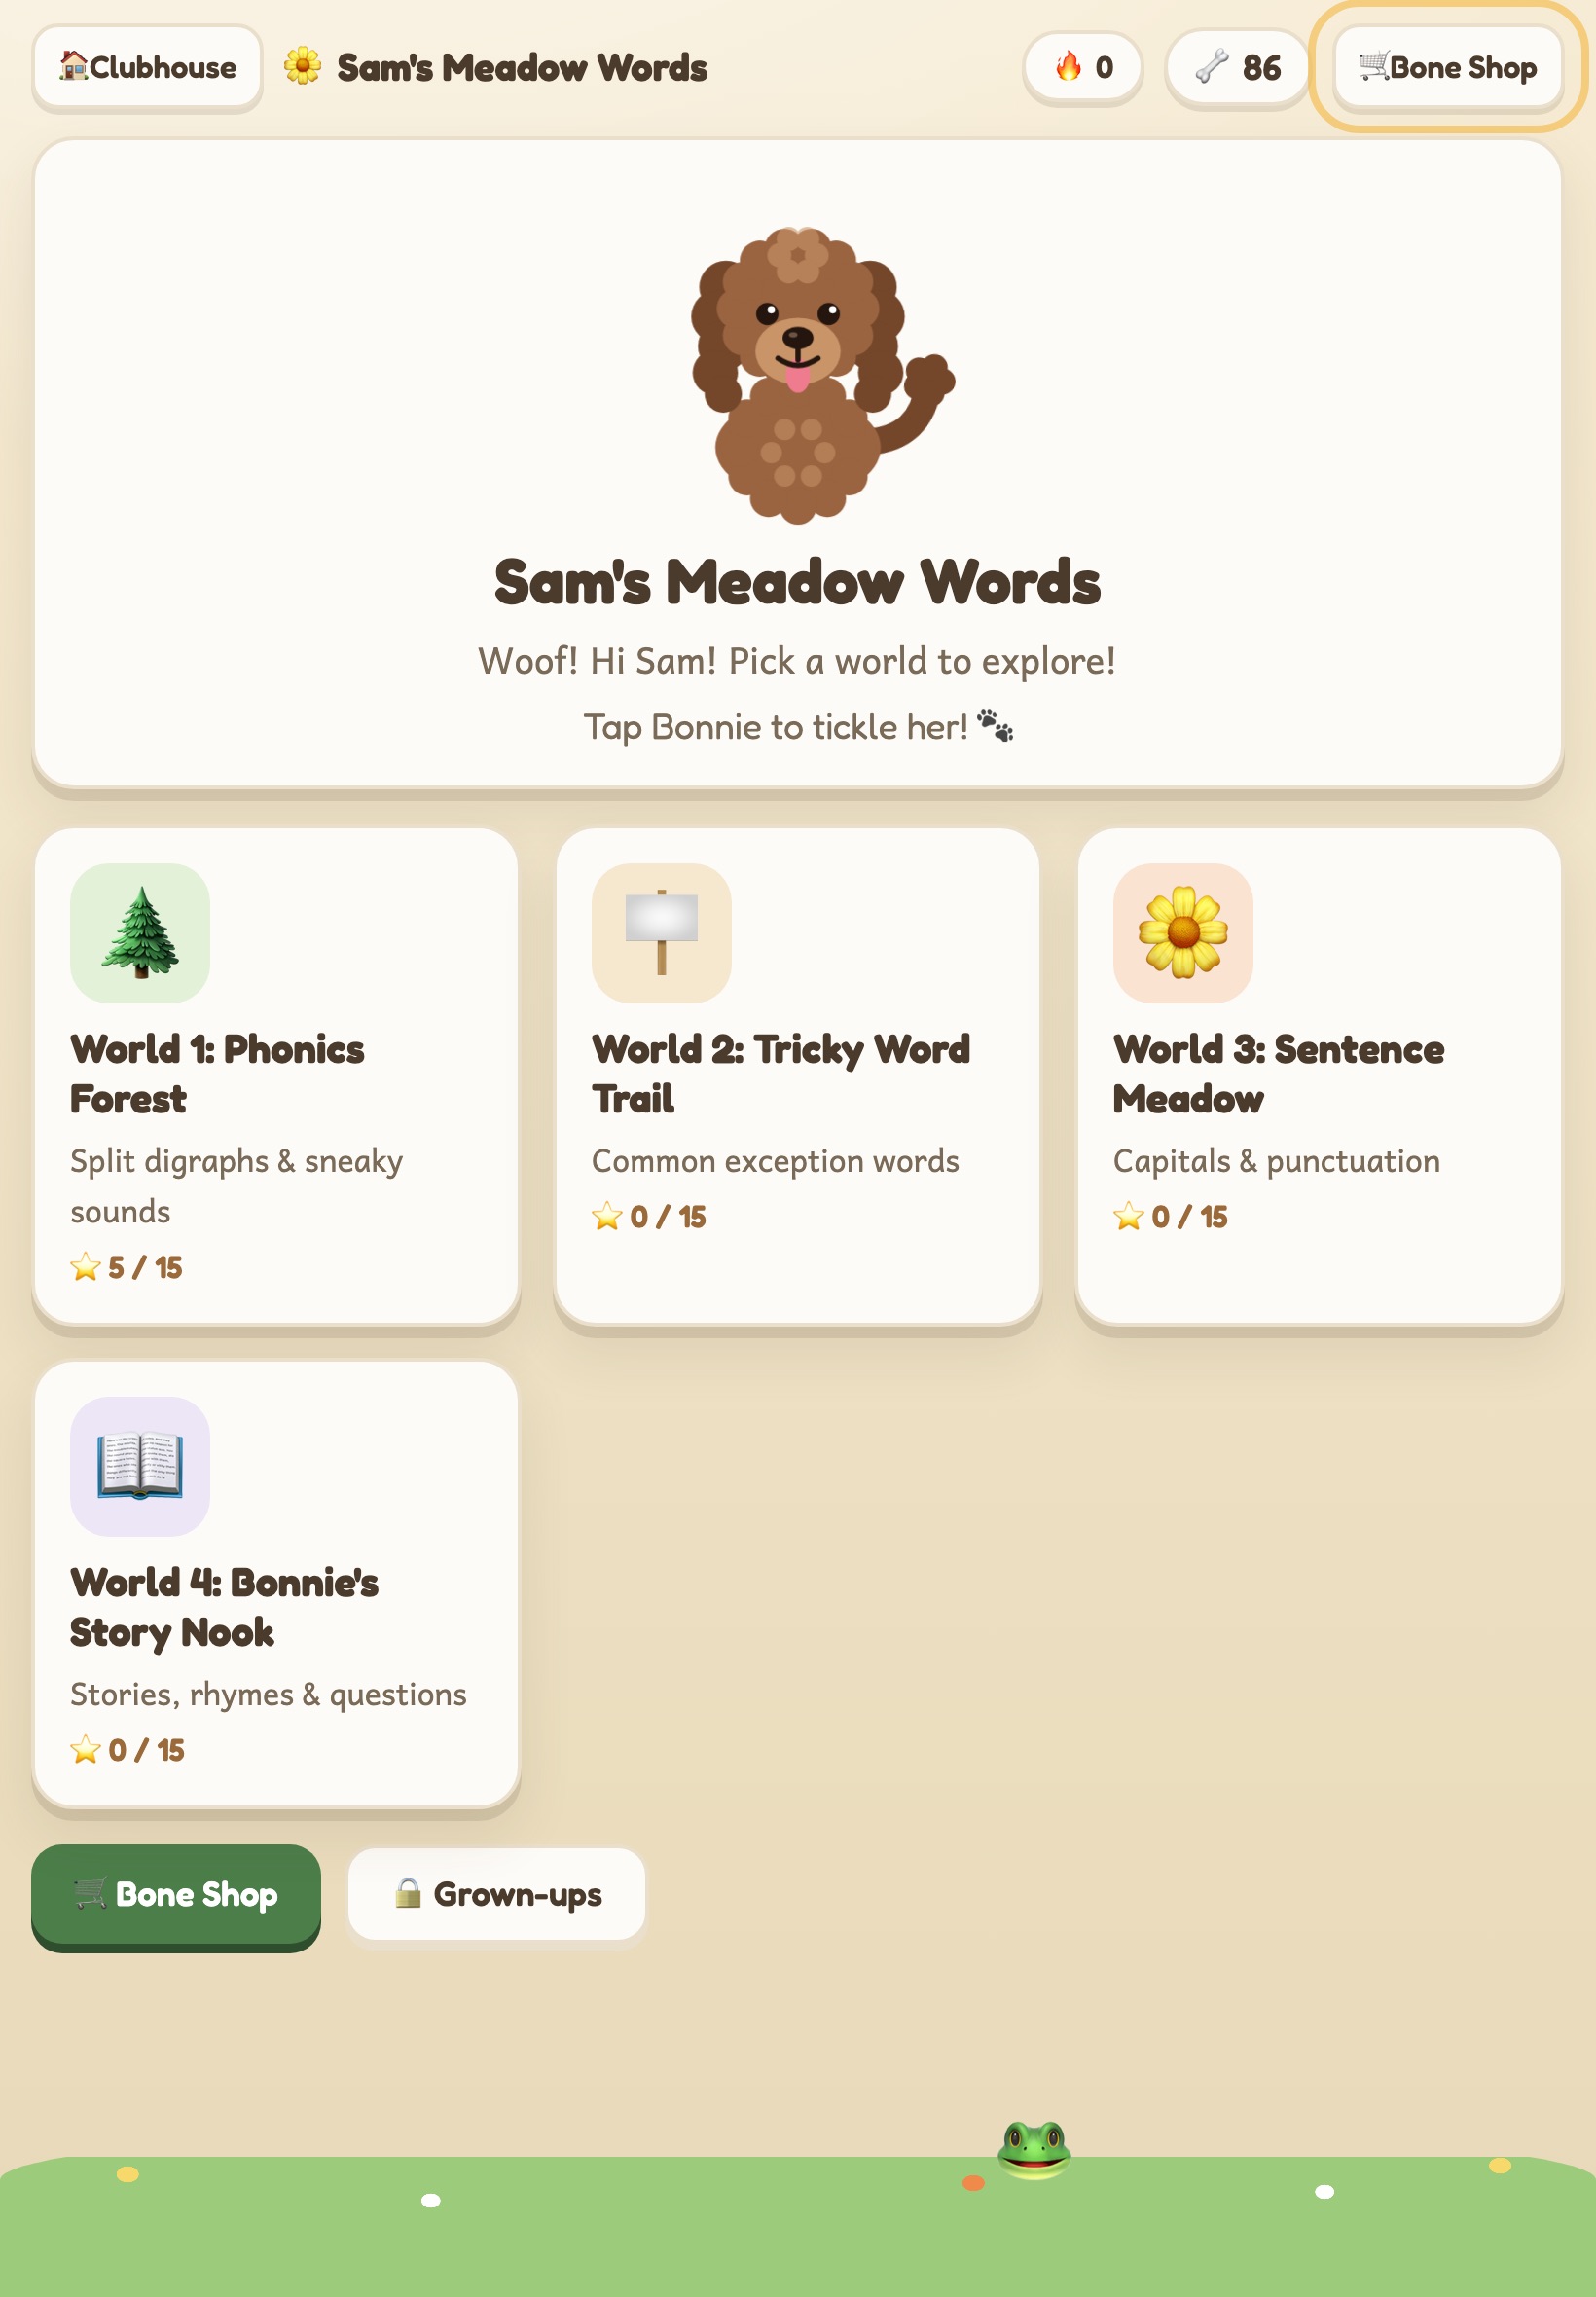 🏠Clubhouse
🌼 Sam's Meadow Words
🔥 0
🦴 86
🛒Bone Shop
Sam's Meadow Words
Woof! Hi Sam! Pick a world to explore!
Tap Bonnie to tickle her! 🐾
World 1: Phonics
Forest
Split digraphs & sneaky
sounds
⭐ 5 / 15
World 2: Tricky Word
Trail
Common exception words
⭐ 0 / 15
World 3: Sentence
Meadow
Capitals & punctuation
⭐ 0 / 15
World 4: Bonnie's
Story Nook
Stories, rhymes & questions
⭐ 0 / 15
🛒 Bone Shop
🔒 Grown-ups